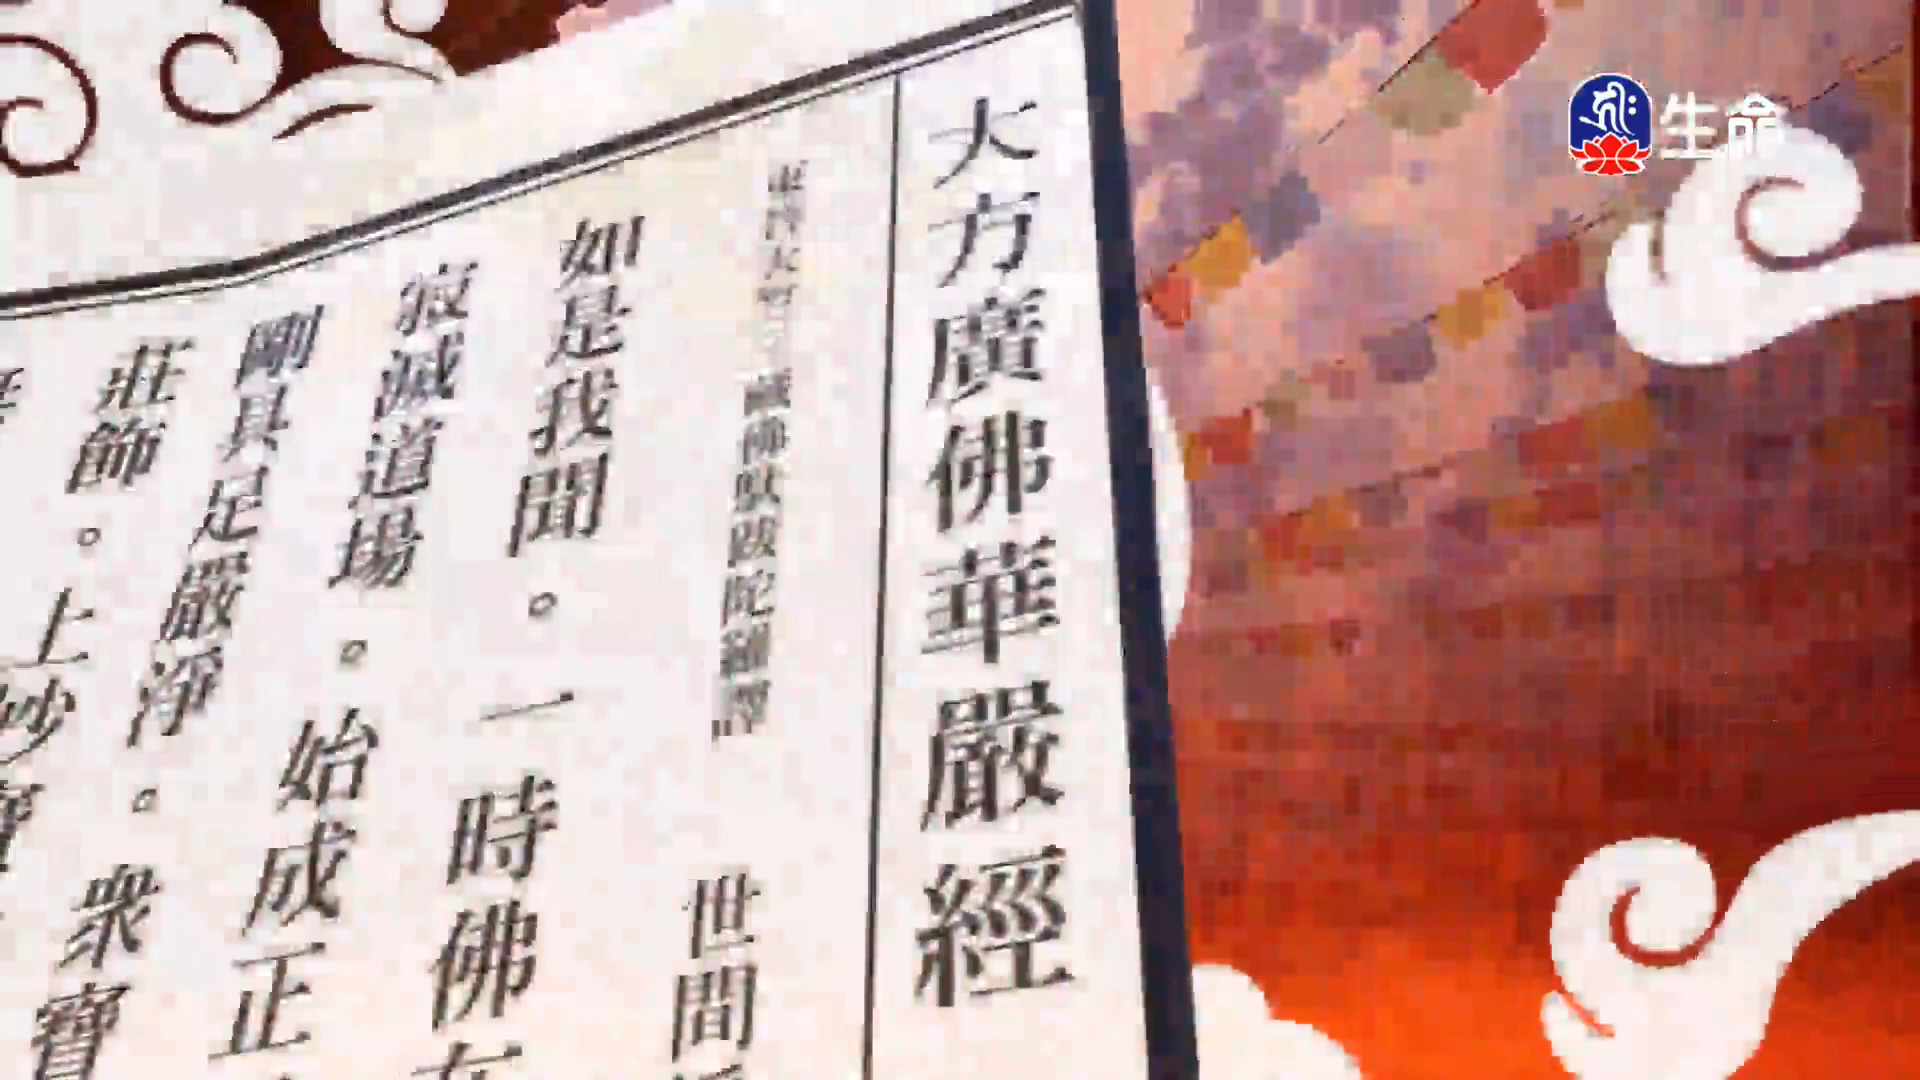 大方廣佛華嚴經
佛馱跋陀羅譯
世間
如是我聞。一時佛在
寂滅道場。始成正
剛具足嚴淨。眾寶
莊飾。上妙寶
生命